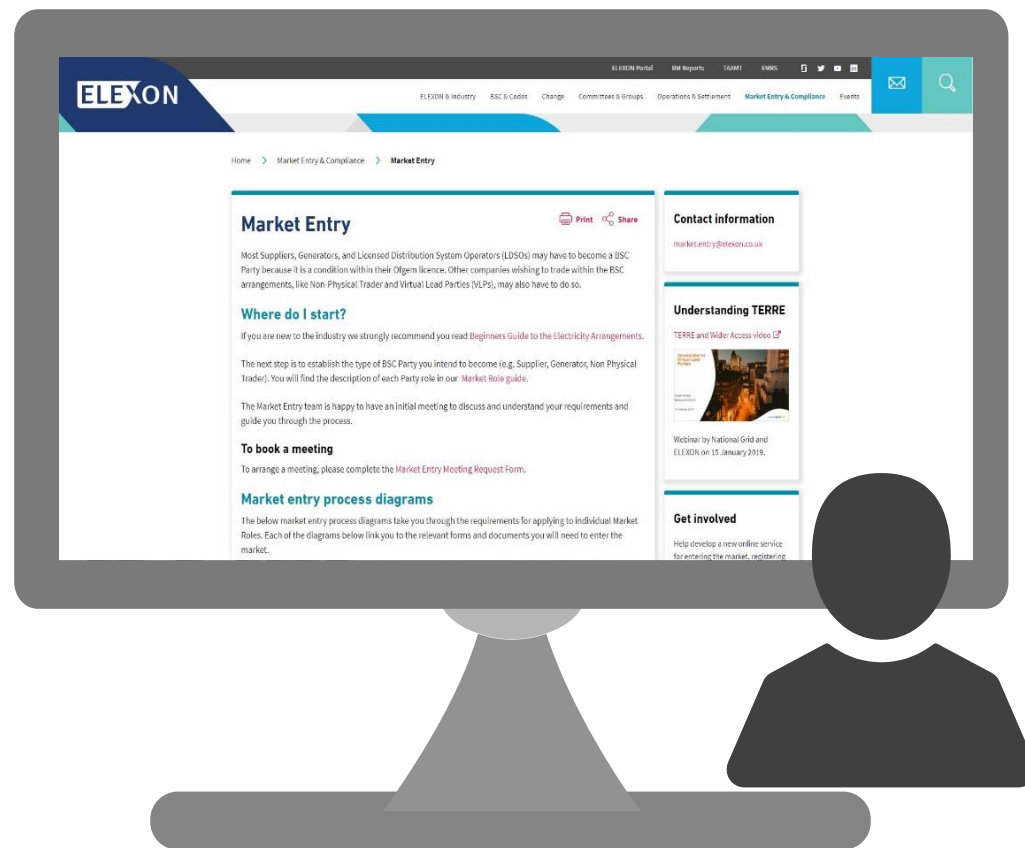 ELEXON Portal BM Reports TAAMT EMRS
ELEXON
ELEXON & Industry BSC & Codes Change Committees & Groups Operations & Settlement Market Entry & Compliance Events
Home > Market Entry & Compliance > Market Entry
Market Entry
Print Share
Most Suppliers, Generators, and Licensed Distribution System Operators (LDSOs) may have to become a BSC
Party because it is a condition within their Ofgem licence. Other companies wishing to trade within the BSC
arrangements, like Non-Physical Trader and Virtual Lead Parties (VLPs), may also have to do so.
Where do I start?
If you are new to the industry we strongly recommend you read Beginners Guide to the Electricity Arrangements.
The next step is to establish the type of BSC Party you intend to become (e.g. Supplier, Generator, Non Physical
Trader). You will find the description of each Party role in our Market Role guide.
The Market Entry team is happy to have an initial meeting to discuss and understand your requirements and
guide you through the process.
To book a meeting
To arrange a meeting, please complete the Market Entry Meeting Request Form.
Market entry process diagrams
The below market entry process diagrams take you through the requirements for applying to individual Market
Roles. Each of the diagrams below link you to the relevant forms and documents you will need to enter the
market.
Contact information
market.entry@elexon.co.uk
Understanding TERRE
TERRE and Wider Access video
Webinar by National Grid and
ELEXON on 15 January 2019.
Get involved
Help develop a new online service
for entering the market, registering